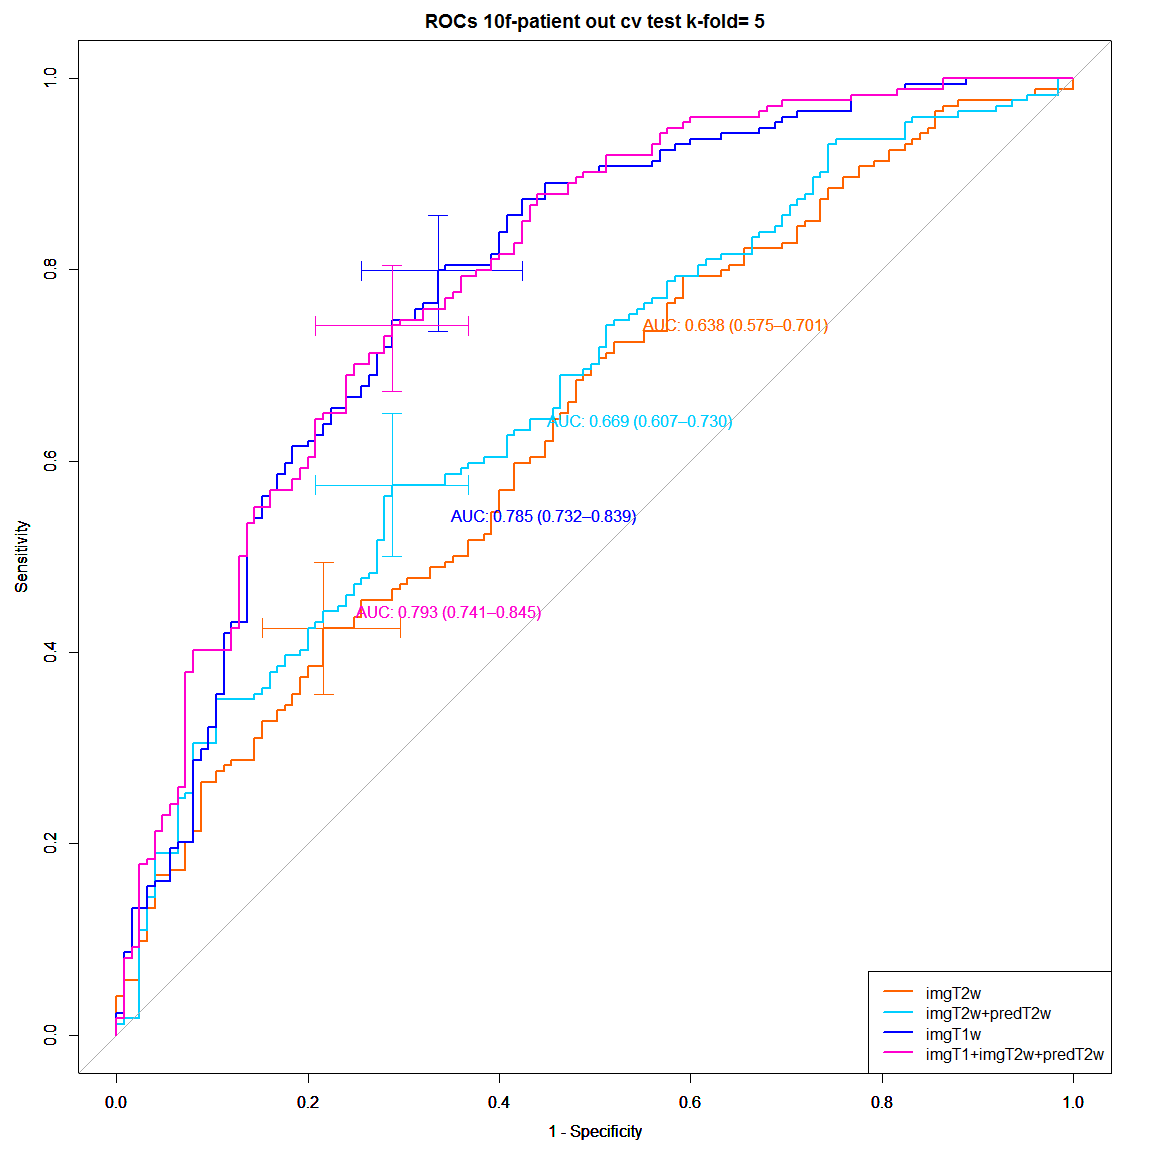 ROCs 10f-patient out cv test k-fold= 5
1.0
0.8
0.6
0.4
0.2
0.0
Sensitivity
AUC: 0.638 (0.575–0.701)
AUC: 0.669 (0.607–0.730)
AUC: 0.785 (0.732–0.839)
AUC: 0.793 (0.741–0.845)
imgT2w
imgT2w+predT2w
imgT1w
imgT1+imgT2w+predT2w
0.0 0.2 0.4 0.6 0.8 1.0
1 - Specificity